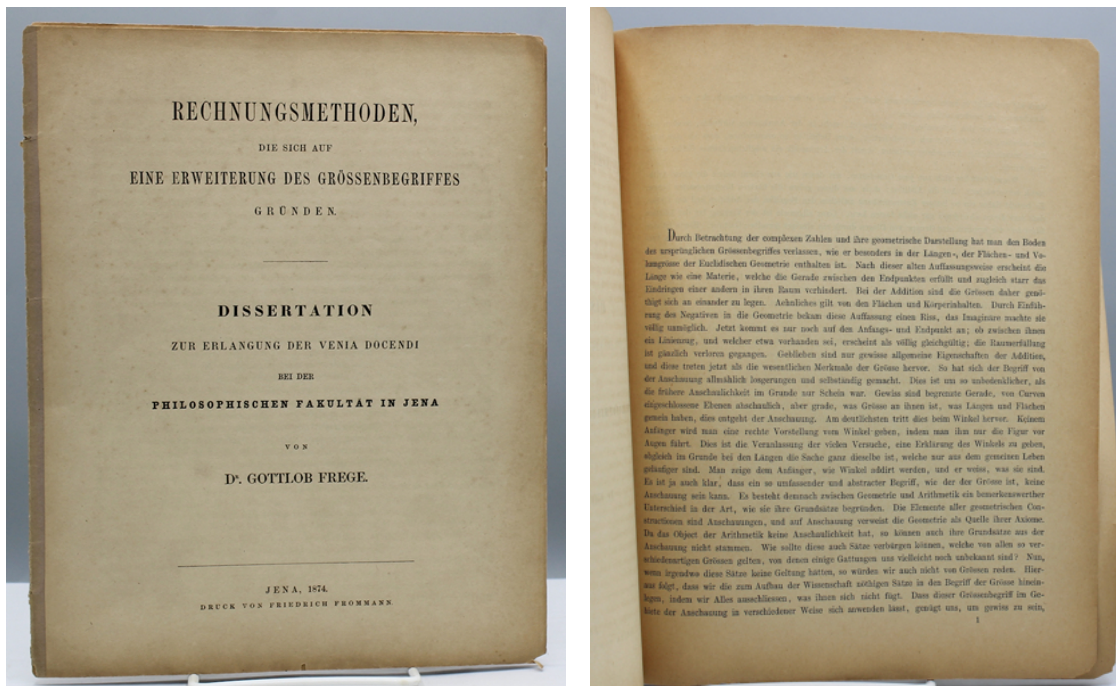 RECHNUNGSMETHODEN,
DIE SICH AUF
EINE ERWEITERUNG DES GRÖSSENBEGRIFFES
GRÜNDEN.
DISSERTATION
ZUR ERLANGUNG DER VENIA DOCENDI
BEI DER
PHILOSOPHISCHEN FAKULTÄT IN JENA
VON
Dr. GOTTLOB FREGE.
JENA, 1874.
DRUCK VON FRIEDRICH FROMMANN.
Durch Betrachtung der complexen Zahlen und ihre geometrische Darstellung hat man den Boden
des ursprünglichen Grössenbegriffes verlassen, wie er besonders in der Längen-, der Flächen- und Vo-
lumgrösse der Euclidischen Geometrie enthalten ist. Nach dieser alten Auffassungsweise erscheint die
Länge wie eine Materie, welche die Gerade zwischen den Endpunkten erfüllt und zugleich starr das
Eindringen einer andern in ihren Raum verhindert. Bei der Addition sind die Grössen daher genö-
thigt sich an einander zu legen. Aehnliches gilt von den Flächen und Körperinhalten. Durch Einfüh-
rung des Negativen in die Geometrie bekam diese Auffassung einen Riss, das Imaginäre machte sie
völlig unmöglich. Jetzt kommt es nur noch auf den Anfangs- und Endpunkt an; ob zwischen ihnen
ein Linienzug, und welcher etwa vorhanden sei, erscheint als völlig gleichgültig; die Raumerfüllung
ist gänzlich verloren gegangen. Geblieben sind nur gewisse allgemeine Eigenschaften der Addition,
und diese treten jetzt als die wesentlichen Merkmale der Grösse hervor. So hat sich der Begriff von
der Anschauung allmählich losgerungen und selbständig gemacht. Dies ist um so unbedenklicher, als
die frühere Anschaulichkeit im Grunde nur Schein war. Gewiss sind begrenzte Gerade, von Curven
eingeschlossene Ebenen abschaulich, aber grade, was Grösse an ihnen ist, was Längen und Flächen
gemein haben, dies entgeht der Anschauung. Am deutlichsten tritt dies beim Winkel hervor. Keinem
Anfänger wird man eine rechte Vorstellung vom Winkel geben, indem man ihm nur die Figur vor
Augen führt. Dies ist die Veranlassung der vielen Versuche, eine Erklärung des Winkels zu geben,
obgleich im Grunde bei den Längen die Sache ganz dieselbe ist, welche nur aus dem gemeinen Leben
geläufiger sind. Man zeige dem Anfänger, wie Winkel addirt werden, und er weiss, was sie sind.
Es ist ja auch klar, dass ein so umfassender und abstracter Begriff, wie der der Grösse ist, keine
Anschauung sein kann. Es besteht demnach zwischen Geometrie und Arithmetik ein bemerkenswerther
Unterschied in der Art, wie sie ihre Grundsätze begründen. Die Elemente aller geometrischen Con-
structionen sind Anschauungen, und auf Anschauung verweist die Geometrie als Quelle ihrer Axiome.
Da das Object der Arithmetik keine Anschaulichkeit hat, so können auch ihre Grundsätze aus der
Anschauung nicht stammen. Wie sollte diese auch Sätze verbürgen können, welche von allen so ver-
schiedenartigen Grössen gelten, von denen einige Gattungen uns vielleicht noch unbekannt sind? Nun,
wenn irgendwo diese Sätze keine Geltung hätten, so würden wir auch nicht von Grössen reden. Hier-
aus folgt, dass wir die zum Aufbau der Wissenschaft nöthigen Sätze in den Begriff der Grösse hinein-
legen, indem wir Alles ausschliessen, was ihnen sich nicht fügt. Dass dieser Grössenbegriff im Ge-
biete der Anschauung in verschiedener Weise sich anwenden lasst, genügt uns, um gewiss zu sein,
1